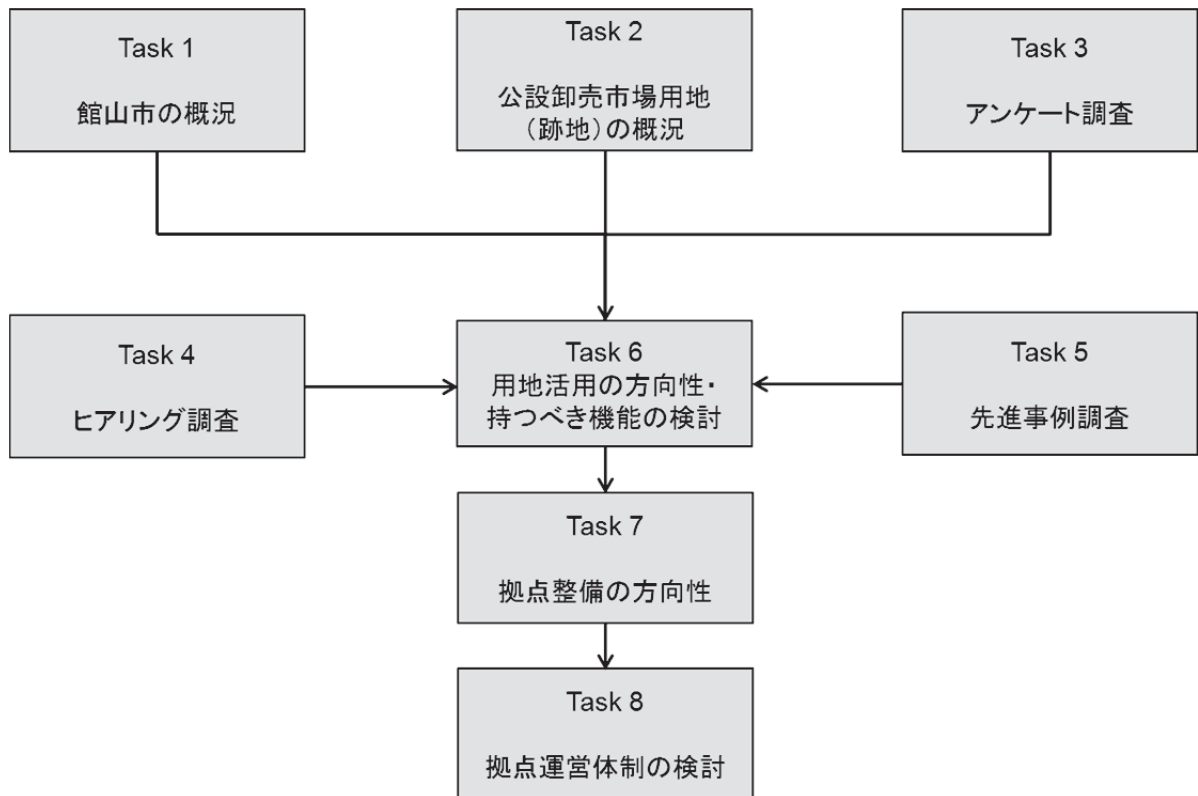 Task 1
館山市の概況
Task 2
公設卸売市場用地
（跡地）の概況
Task 3
アンケート調査
Task 4
ヒアリング調査
Task 6
用地活用の方向性・
持つべき機能の検討
Task 5
先進事例調査
Task 7
拠点整備の方向性
Task 8
拠点運営体制の検討